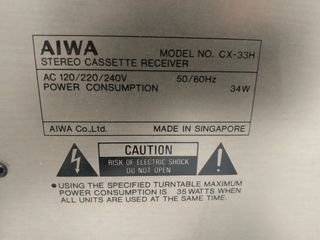 AIWA MODEL NO. CX-33H
STEREO CASSETTE RECEIVER
AC 120/220/240V 50/60Hz
POWER CONSUMPTION 34W
AIWA Co.,Ltd. MADE IN SINGAPORE
CAUTION
RISK OF ELECTRIC SHOCK
DO NOT OPEN
● USING THE SPECIFIED TURNTABLE MAXIMUM
POWER CONSUMPTION IS 35WATTS WHEN
ALL UNITS ARE USED AT THE SAME TIME.